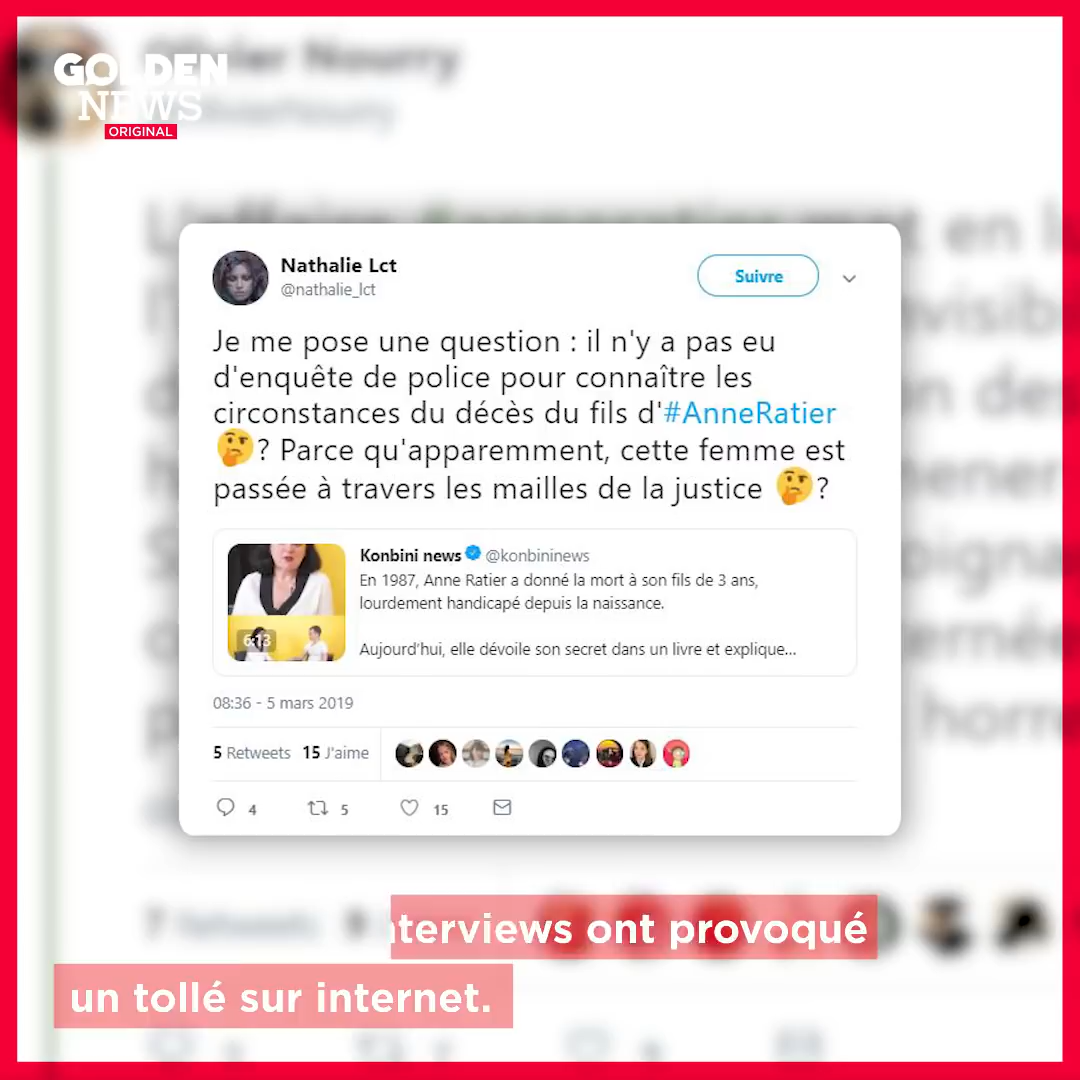 GOLDEN
NEWS
ORIGINAL
Nathalie Lct
@nathalie_lct
Suivre
Je me pose une question : il n'y a pas eu
d'enquête de police pour connaître les
circonstances du décès du fils d'#AnneRatier
🤔? Parce qu'apparemment, cette femme est
passée à travers les mailles de la justice 🤔?
Konbini news @konbininews
En 1987, Anne Ratier a donné la mort à son fils de 3 ans,
lourdement handicapé depuis la naissance.
Aujourd'hui, elle dévoile son secret dans un livre et explique...
6:13
08:36 - 5 mars 2019
5 Retweets 15 J'aime
4 5 15
nterviews ont provoqué
un tollé sur internet.